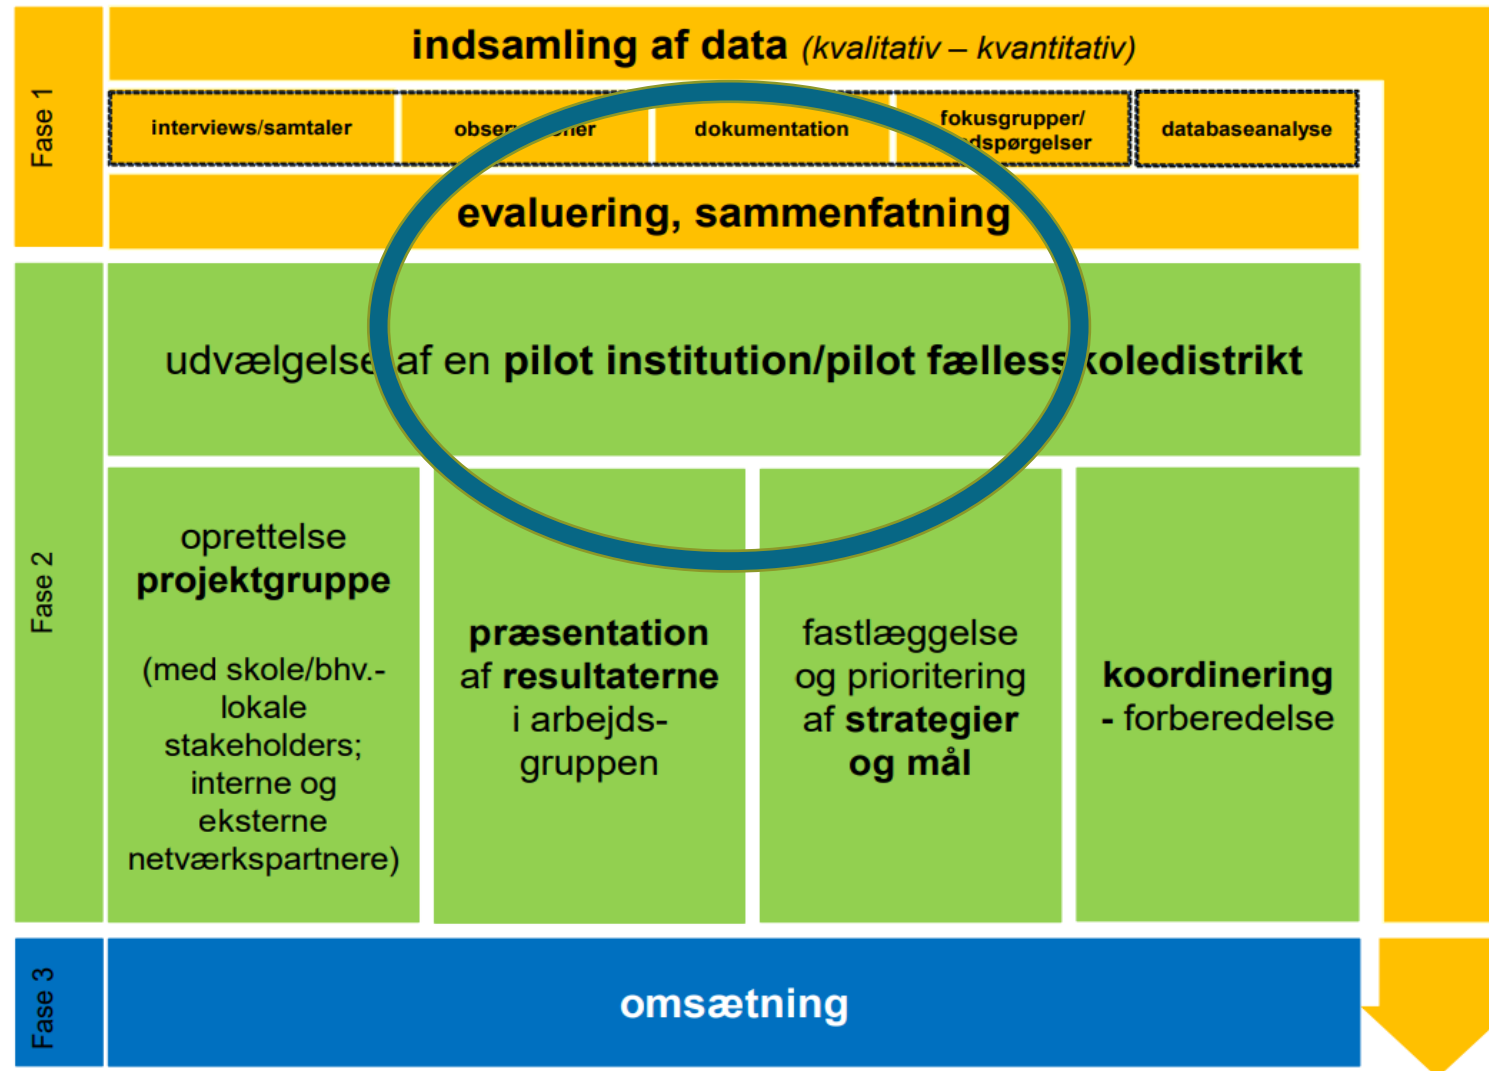 indsamling af data (kvalitativ – kvantitativ)
Fase 1
interviews/samtaler
dokumentation
fokusgrupper/
databaseanalyse
evaluering, sammenfatning
udvælgelse af en pilot institution/pilot fællesskoledistrikt
Fase 2
oprettelse
projektgruppe
(med skole/bhv.-
lokale
stakeholders;
interne og
eksterne
netværkspartnere)
præsentation
af resultaterne
i arbejds-
gruppen
fastlæggelse
og prioritering
af strategier
og mål
koordinering
- forberedelse
Fase 3
omsætning